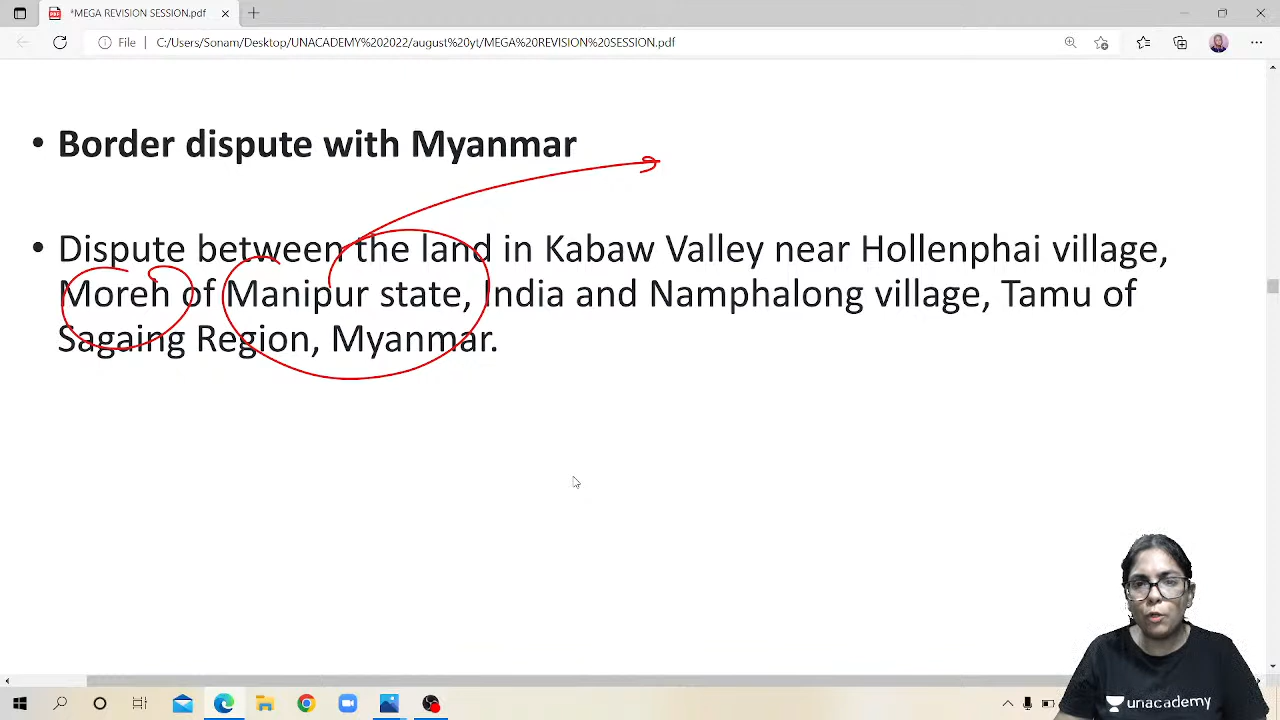 *MEGA REVISION SESSION.pdf
File
C:/Users/Sonam/Desktop/UNACADEMY%202022/august%20yt/MEGA%20REVISION%20SESSION.pdf
• Border dispute with Myanmar
• Dispute between the land in Kabaw Valley near Hollenphai village,
Moreh of Manipur state, India and Namphalong village, Tamu of
Sagaing Region, Myanmar.
unacademy